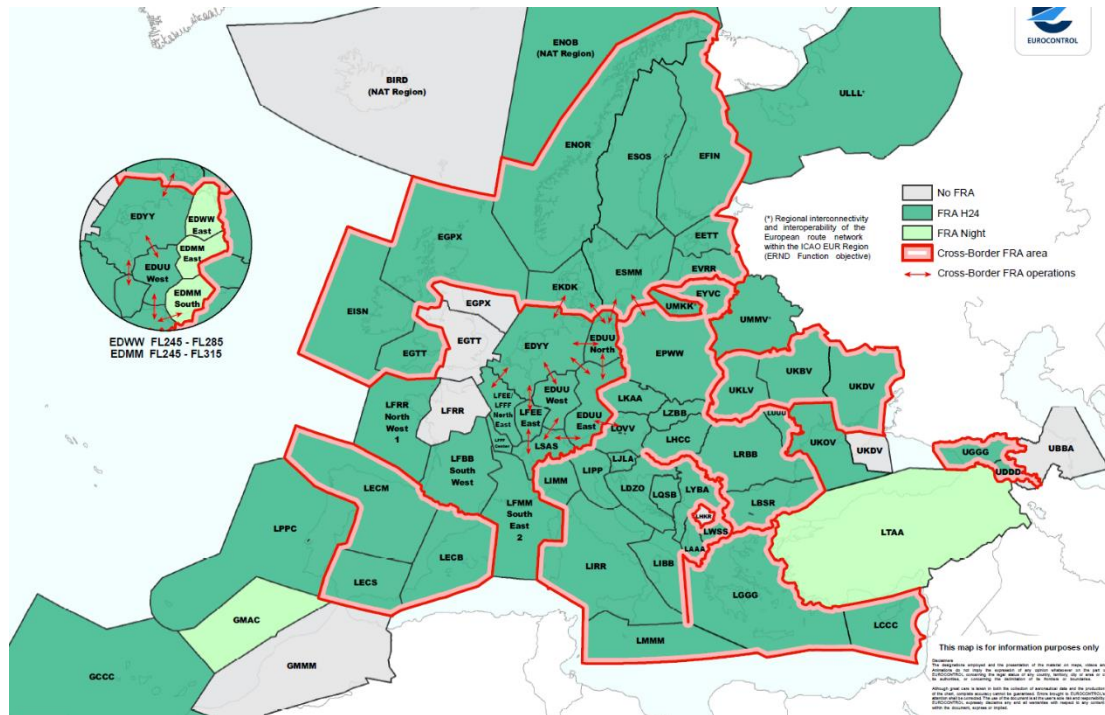 EUROCONTROL
ENOB
(NAT Region)
BIRD
(NAT Region)
ULLL*
ENOR
ESOS
EFIN
No FRA
FRA H24
FRA Night
Cross-Border FRA area
Cross-Border FRA operations
(*) Regional interconnectivity
and interoperability of the
European route network
within the ICAO EUR Region
(ERND Function objective)
EDYY
EDWW
East
EDMM
East
EDUU
West
EDMM
South
EDWW FL245 - FL285
EDMM FL245 - FL315
EGPX
EETT
EVRR
ESMM
EKDK
EYVC
UMKK*
EGPX
EISN
EGTT
EGTT
UMMV*
EDYY
EDUU
North
EPWW
UKBV
UKLV
UKDV
LFRR
North
West
1
LFRR
LFEE/
LFFF
North
East
LFEE
East
EDUU
West
EDUU
East
LKAA
LZBB
LOVV
LUUU
LSAS
LHCC
UKOV
UKDV
LFBB
South
West
LRBB
LJLA
LIMM
LIPP
LDZO
LQSB
LYBA
LBSR
UGGG
UDDD
UBBA
LECM
LFMM
South
East
2
LWSS
LAAA
LTAA
LPPC
LECB
LECS
LIRR
LIBB
LGGG
LCCC
GMAC
LMMM
GMMM
GCCC
This map is for information purposes only
Disclaimers